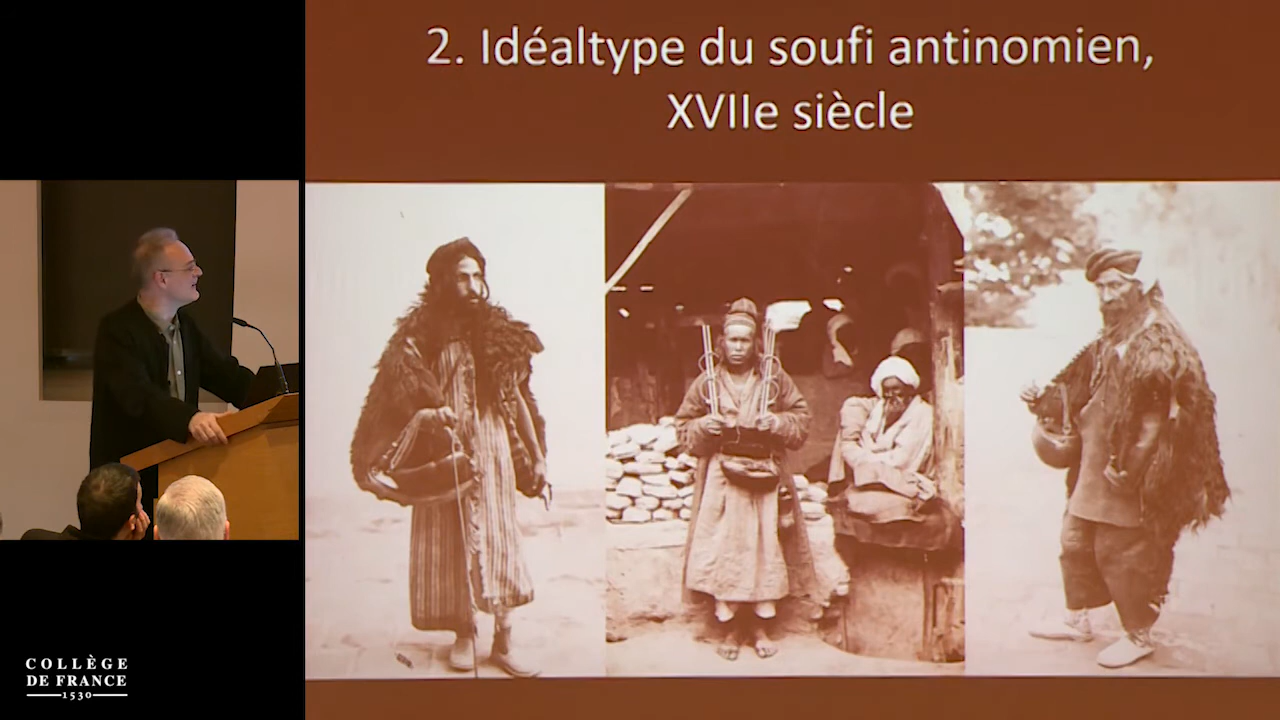 2. Idéaltype du soufi antinomien,
XVIIe siècle
COLLÈGE
DE FRANCE
1530